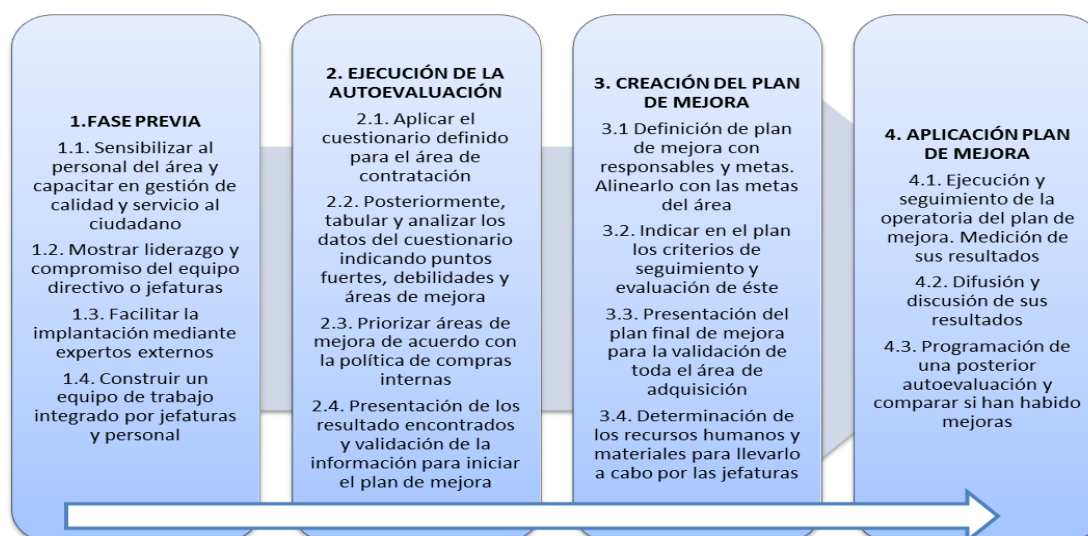 1.FASE PREVIA
1.1. Sensibilizar al
personal del área y
capacitar en gestión de
calidad y servicio al
ciudadano
1.2. Mostrar liderazgo y
compromiso del equipo
directivo o jefaturas
1.3. Facilitar la
implantación mediante
expertos externos
1.4. Construir un
equipo de trabajo
integrado por jefaturas
y personal
2. EJECUCIÓN DE LA
AUTOEVALUACIÓN
2.1. Aplicar el
cuestionario definido
para el área de
contratación
2.2. Posteriormente,
tabular y analizar los
datos del cuestionario
indicando puntos
fuertes, debilidades y
áreas de mejora
2.3. Priorizar áreas de
mejora de acuerdo con
la política de compras
internas
2.4. Presentación de los
resultado encontrados
y validación de la
información para iniciar
el plan de mejora
3. CREACIÓN DEL PLAN
DE MEJORA
3.1 Definición de plan
de mejora con
responsables y metas.
Alinearlo con las metas
del área
3.2. Indicar en el plan
los criterios de
seguimiento y
evaluación de éste
3.3. Presentación del
plan final de mejora
para la validación de
toda el área de
adquisición
3.4. Determinación de
los recursos humanos y
materiales para llevarlo
a cabo por las jefaturas
4. APLICACIÓN PLAN
DE MEJORA
4.1. Ejecución y
seguimiento de la
operatoria del plan de
mejora. Medición de
sus resultados
4.2. Difusión y
discusión de sus
resultados
4.3. Programación de
una posterior
autoevaluación y
comparar si han habido
mejoras